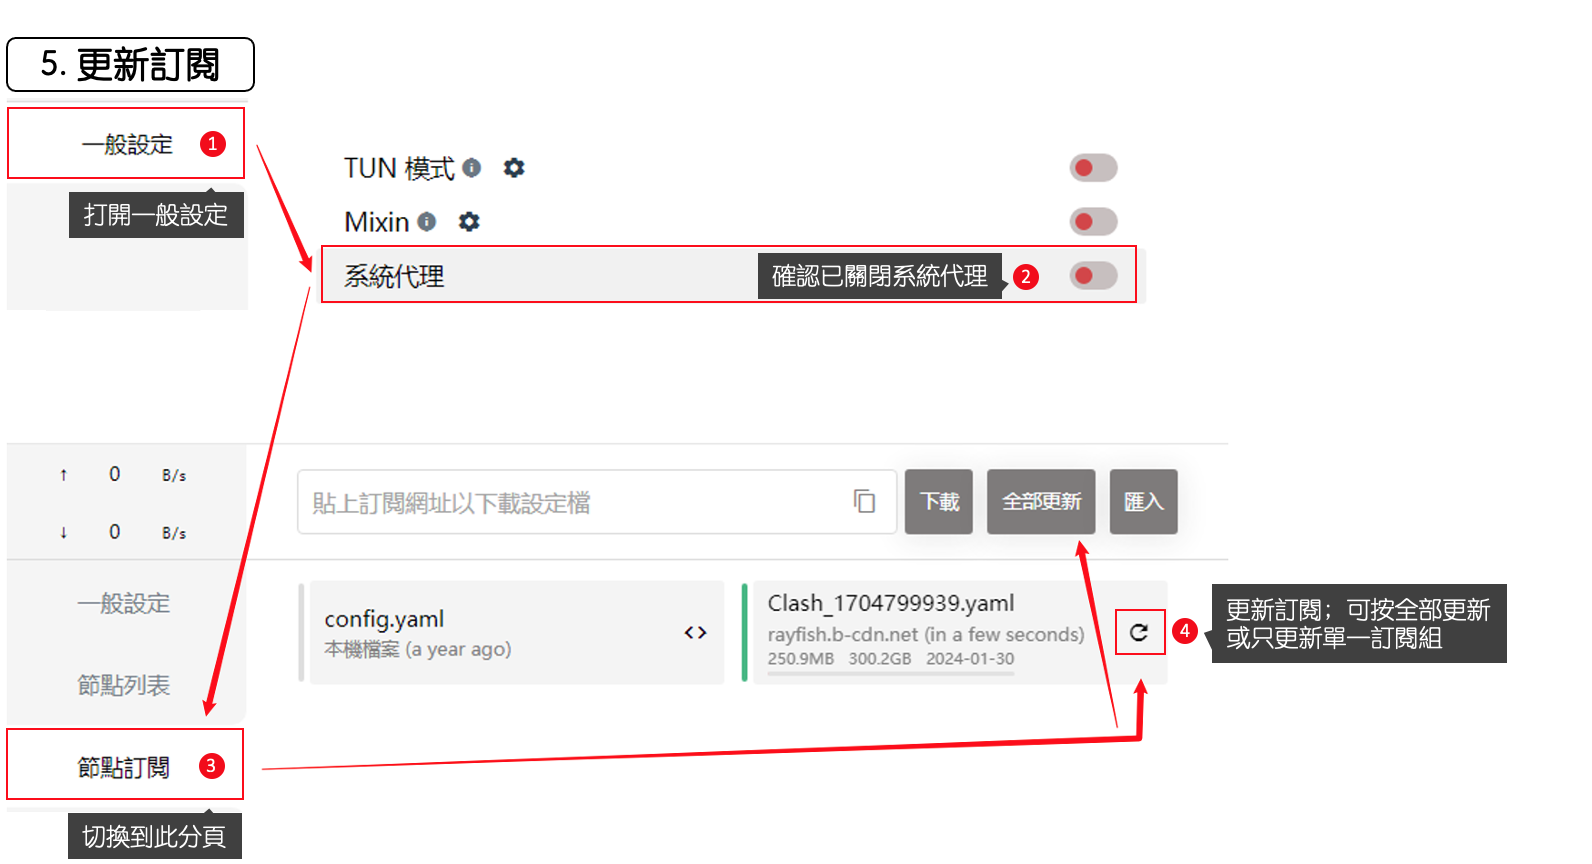 5. 更新訂閱
一般設定 1
打開一般設定
TUN 模式
Mixin
系統代理
確認已關閉系統代理 2
↑ 0 B/s
↓ 0 B/s
貼上訂閱網址以下載設定檔
下載
全部更新
匯入
一般設定
節點列表
節點訂閱 3
切換到此分頁
config.yaml
本機檔案 (a year ago)
<>
Clash_1704799939.yaml
rayfish.b-cdn.net (in a few seconds)
250.9MB 300.2GB 2024-01-30
4
更新訂閱；可按全部更新
或只更新單一訂閱組